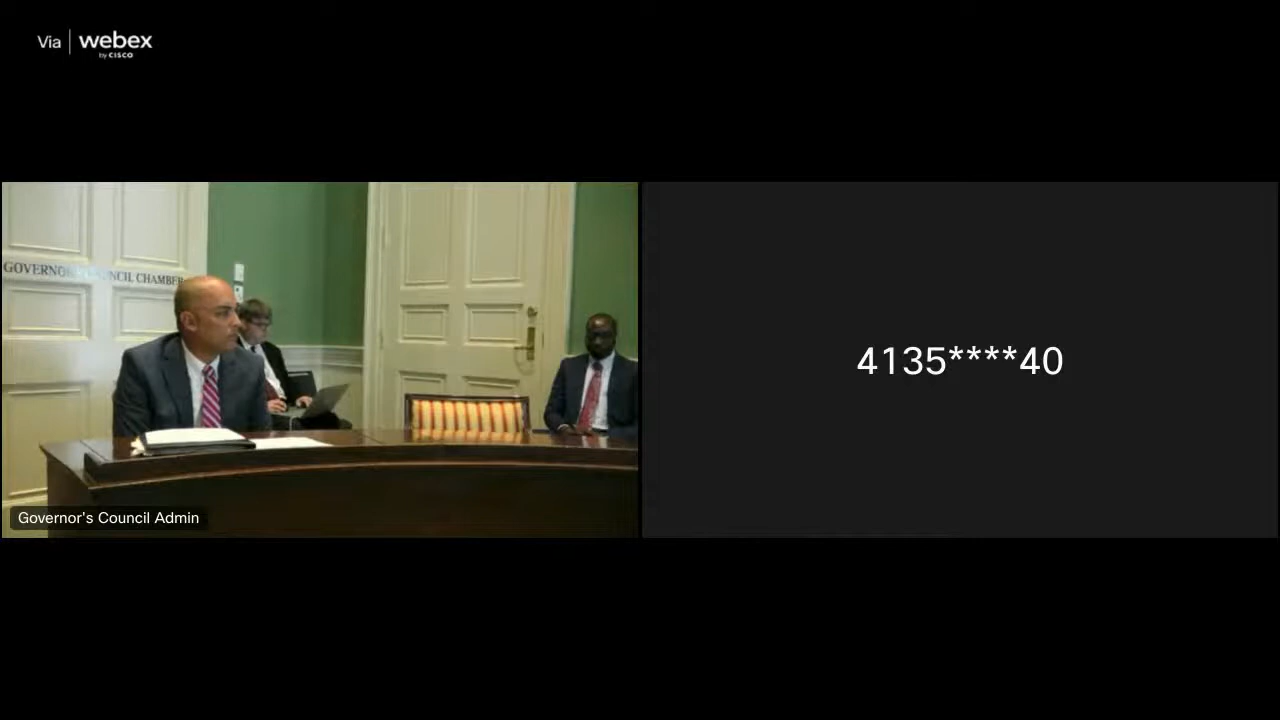 Via webex
by CISCO
GOVERNOR'S COUNCIL CHAMBER
4135****40
Governor's Council Admin